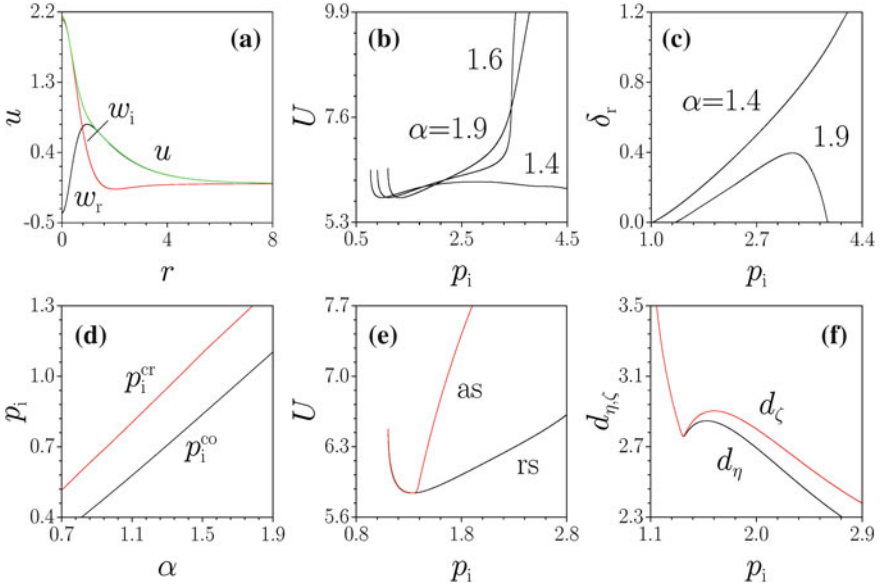 2.2 (a) 1.3 0.4 -0.5 u w_i u w_r 0 4 8 r
9.9 (b) 7.6 5.3 U 1.6 α=1.9 1.4 0.5 2.5 4.5 p_i
1.2 (c) 0.8 0.4 0.0 δ_r α=1.4 1.9 1.0 2.7 4.4 p_i
1.3 (d) 1.0 0.7 0.4 p_i p_i^cr p_i^co 0.7 1.1 1.5 1.9 α
7.7 (e) 7.0 6.3 5.6 U as rs 0.8 1.8 2.8 p_i
3.5 (f) 3.1 2.7 2.3 d_η,ζ d_ζ d_η 1.1 2.0 2.9 p_i